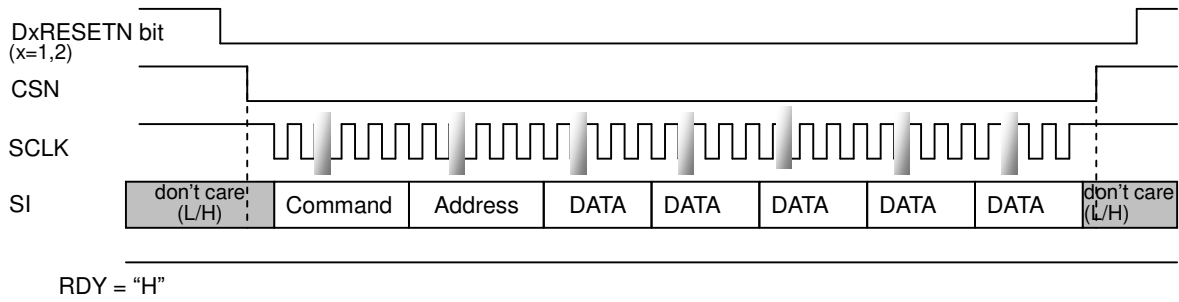 DxRESETN bit
(x=1,2)
CSN
SCLK
SI
don't care
(L/H)
Command
Address
DATA
DATA
DATA
DATA
DATA
don't care
(L/H)
RDY = “H”